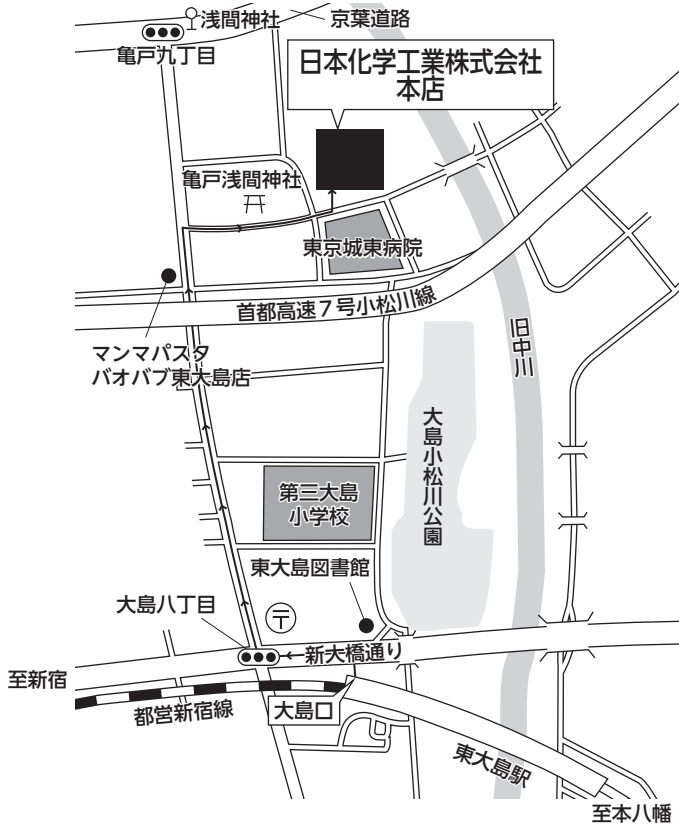 浅間神社
京葉道路
亀戸九丁目
日本化学工業株式会社
本店
亀戸浅間神社
東京城東病院
首都高速7号小松川線
マンマパスタ
バオバブ東大島店
旧中川
大島小松川公園
第三大島
小学校
東大島図書館
大島八丁目
新大橋通り
至新宿
都営新宿線
大島口
東大島駅
至本八幡